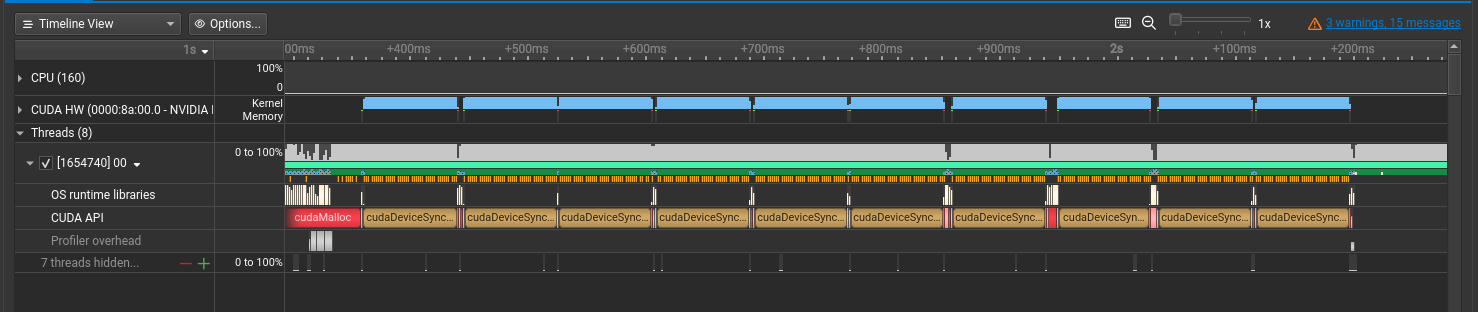 Timeline View
Options...
1x
3 warnings, 15 messages
1s
00ms +400ms +500ms +600ms +700ms +800ms +900ms 2s +100ms +200ms
CPU (160)
100%
0
CUDA HW (0000:8a:00.0 - NVIDIA
Kernel
Memory
Threads (8)
[1654740] 00
0 to 100%
OS runtime libraries
CUDA API
cudaMalloc cudaDeviceSync... cudaDeviceSync... cudaDeviceSync... cudaDeviceSync... cudaDeviceSync... cudaDeviceSync... cudaDeviceSync... cudaDeviceSyn... cudaDeviceSync... cudaDeviceSync...
Profiler overhead
7 threads hidden...
0 to 100%